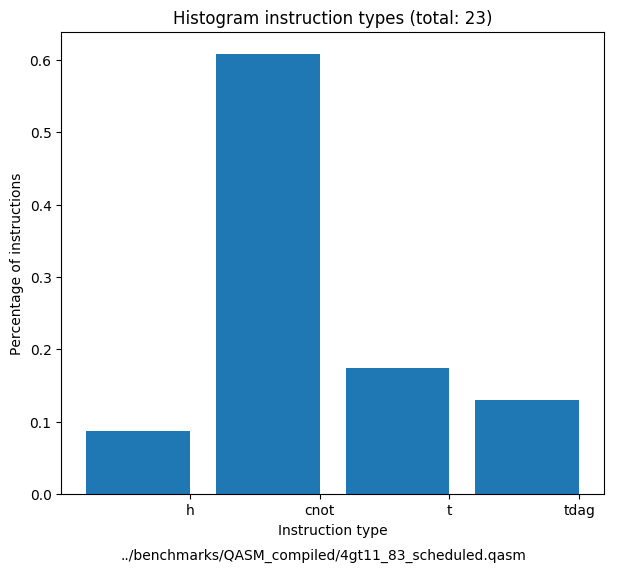 Histogram instruction types (total: 23)
Percentage of instructions
0.6
0.5
0.4
0.3
0.2
0.1
0.0
h cnot t tdag
Instruction type
../benchmarks/QASM_compiled/4gt11_83_scheduled.qasm